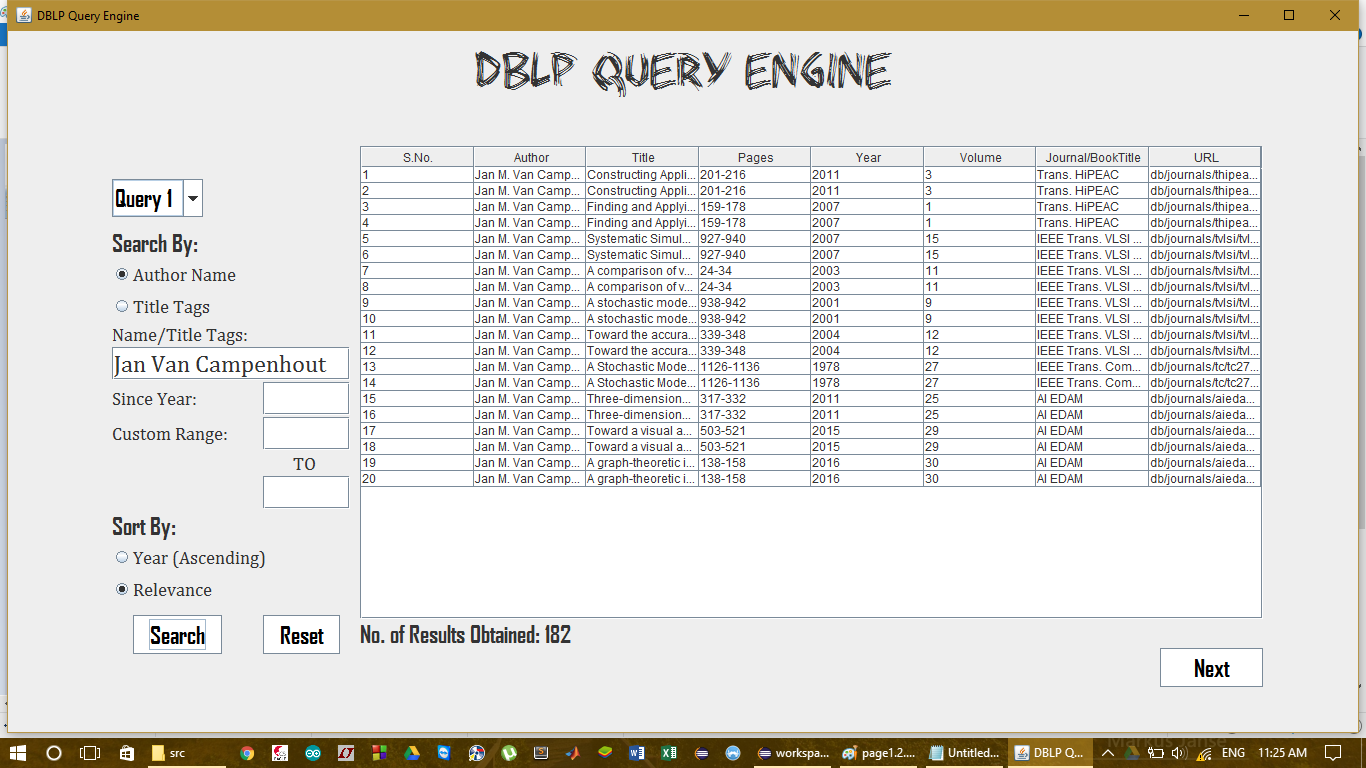 DBLP Query Engine
DBLP QUERY ENGINE
Query 1
Search By:
Author Name
Title Tags
Name/Title Tags:
Jan Van Campenhout
Since Year:
Custom Range:
TO
Sort By:
Year (Ascending)
Relevance
Search
Reset
S.No. Author Title Pages Year Volume Journal/BookTitle URL
1 Jan M. Van Camp... Constructing Appli... 201-216 2011 3 Trans. HiPEAC db/journals/thipea...
2 Jan M. Van Camp... Constructing Appli... 201-216 2011 3 Trans. HiPEAC db/journals/thipea...
3 Jan M. Van Camp... Finding and Applyi... 159-178 2007 1 Trans. HiPEAC db/journals/thipea...
4 Jan M. Van Camp... Finding and Applyi... 159-178 2007 1 Trans. HiPEAC db/journals/thipea...
5 Jan M. Van Camp... Systematic Simul... 927-940 2007 15 IEEE Trans. VLSI ... db/journals/tvlsi/tvl...
6 Jan M. Van Camp... Systematic Simul... 927-940 2007 15 IEEE Trans. VLSI ... db/journals/tvlsi/tvl...
7 Jan M. Van Camp... A comparison of v... 24-34 2003 11 IEEE Trans. VLSI ... db/journals/tvlsi/tvl...
8 Jan M. Van Camp... A comparison of v... 24-34 2003 11 IEEE Trans. VLSI ... db/journals/tvlsi/tvl...
9 Jan M. Van Camp... A stochastic mode... 938-942 2001 9 IEEE Trans. VLSI ... db/journals/tvlsi/tvl...
10 Jan M. Van Camp... A stochastic mode... 938-942 2001 9 IEEE Trans. VLSI ... db/journals/tvlsi/tvl...
11 Jan M. Van Camp... Toward the accura... 339-348 2004 12 IEEE Trans. VLSI ... db/journals/tvlsi/tvl...
12 Jan M. Van Camp... Toward the accura... 339-348 2004 12 IEEE Trans. VLSI ... db/journals/tvlsi/tvl...
13 Jan M. Van Camp... A Stochastic Mode... 1126-1136 1978 27 IEEE Trans. Com... db/journals/tc/tc27...
14 Jan M. Van Camp... A Stochastic Mode... 1126-1136 1978 27 IEEE Trans. Com... db/journals/tc/tc27...
15 Jan M. Van Camp... Three-dimension... 317-332 2011 25 AI EDAM db/journals/aieda...
16 Jan M. Van Camp... Three-dimension... 317-332 2011 25 AI EDAM db/journals/aieda...
17 Jan M. Van Camp... Toward a visual a... 503-521 2015 29 AI EDAM db/journals/aieda...
18 Jan M. Van Camp... Toward a visual a... 503-521 2015 29 AI EDAM db/journals/aieda...
19 Jan M. Van Camp... A graph-theoretic i... 138-158 2016 30 AI EDAM db/journals/aieda...
20 Jan M. Van Camp... A graph-theoretic i... 138-158 2016 30 AI EDAM db/journals/aieda...
No. of Results Obtained: 182
Next
src
workspa...
page1.2....
Untitled...
DBLP Q...
ENG
11:25 AM